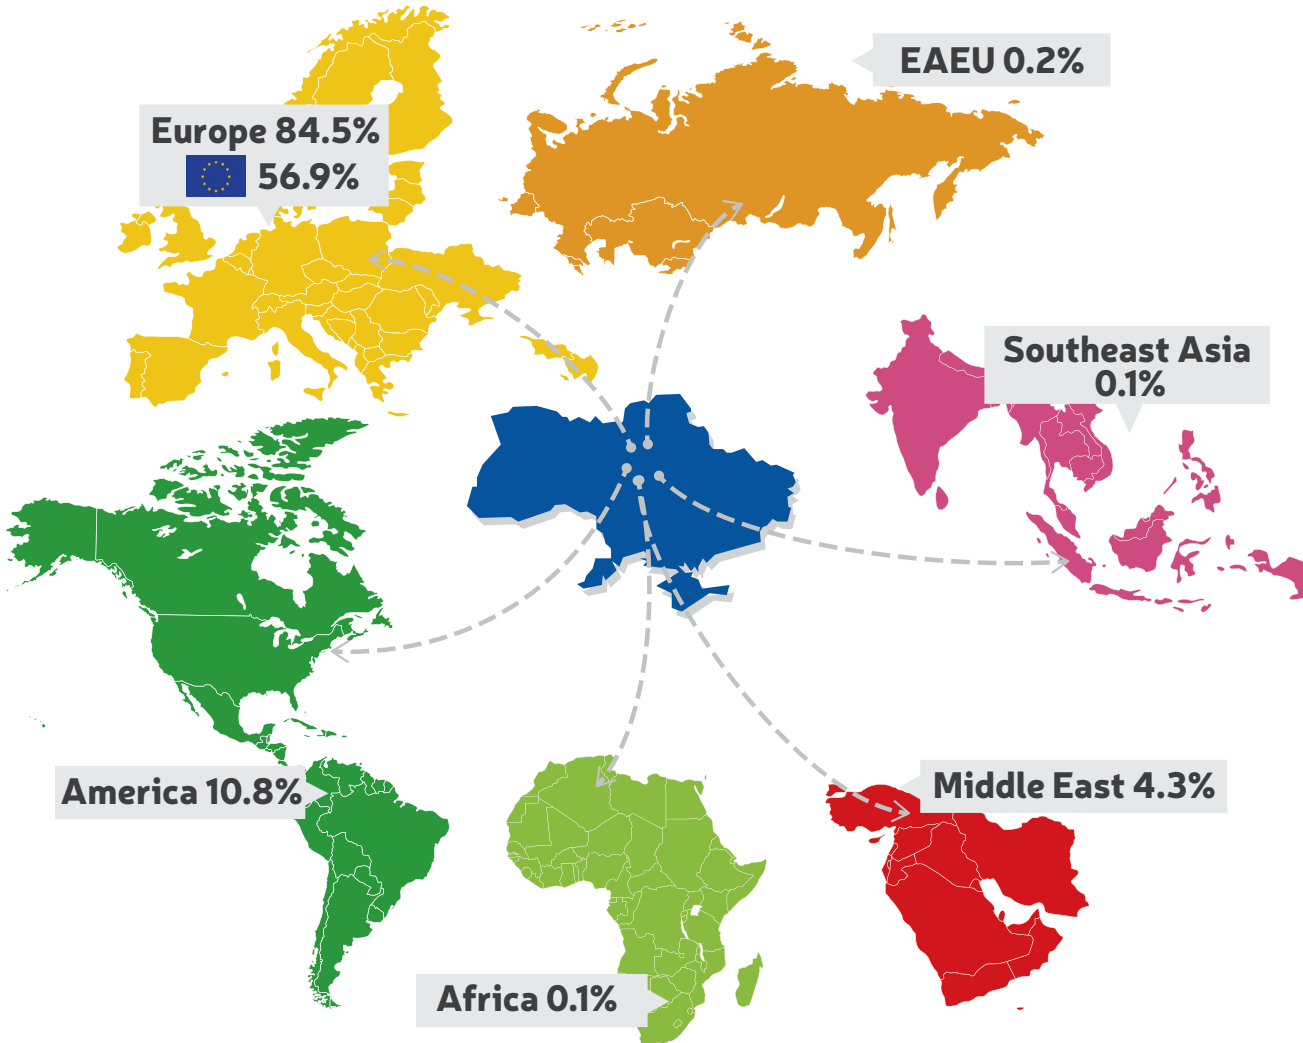 EAEU 0.2%
Europe 84.5%
56.9%
Southeast Asia
0.1%
America 10.8%
Middle East 4.3%
Africa 0.1%